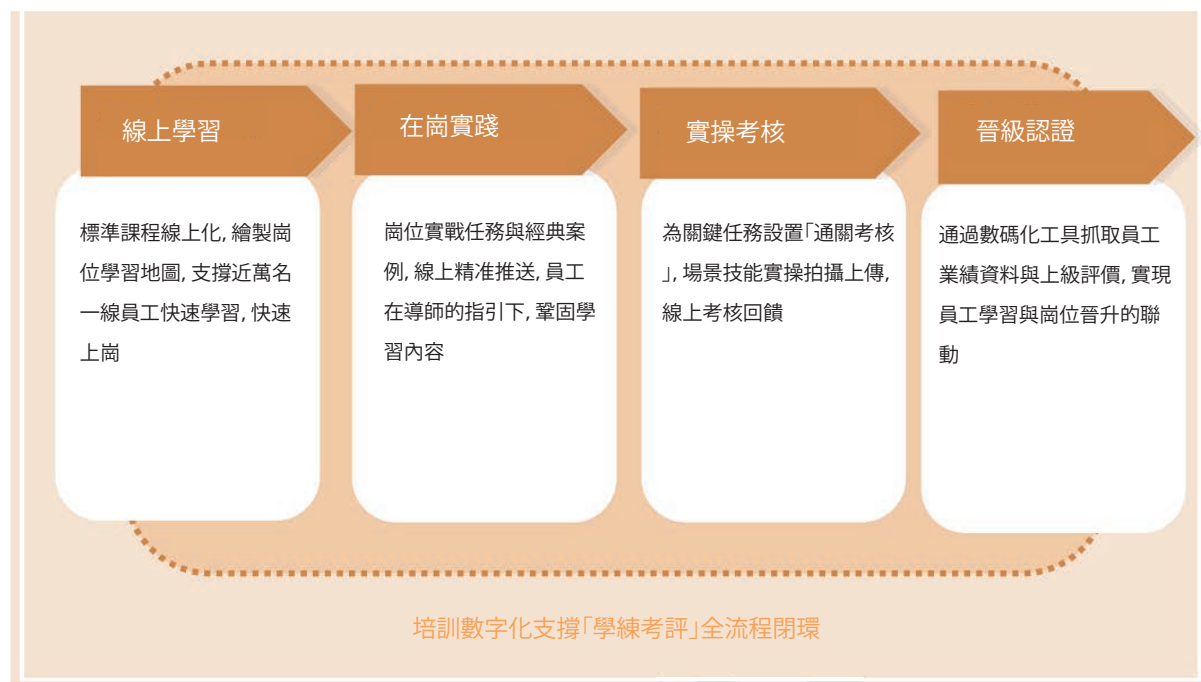 線上學習
標準課程線上化, 繪製崗
位學習地圖, 支撐近萬名
一線員工快速學習, 快速
上崗
在崗實踐
崗位實戰任務與經典案
例, 線上精准推送, 員工
在導師的指引下, 鞏固學
習內容
實操考核
為關鍵任務設置「通關考核
」, 場景技能實操拍攝上傳,
線上考核回饋
晉級認證
通過數碼化工具抓取員工
業績資料與上級評價, 實現
員工學習與崗位晉升的聯
動
培訓數字化支撐「學練考評」全流程閉環